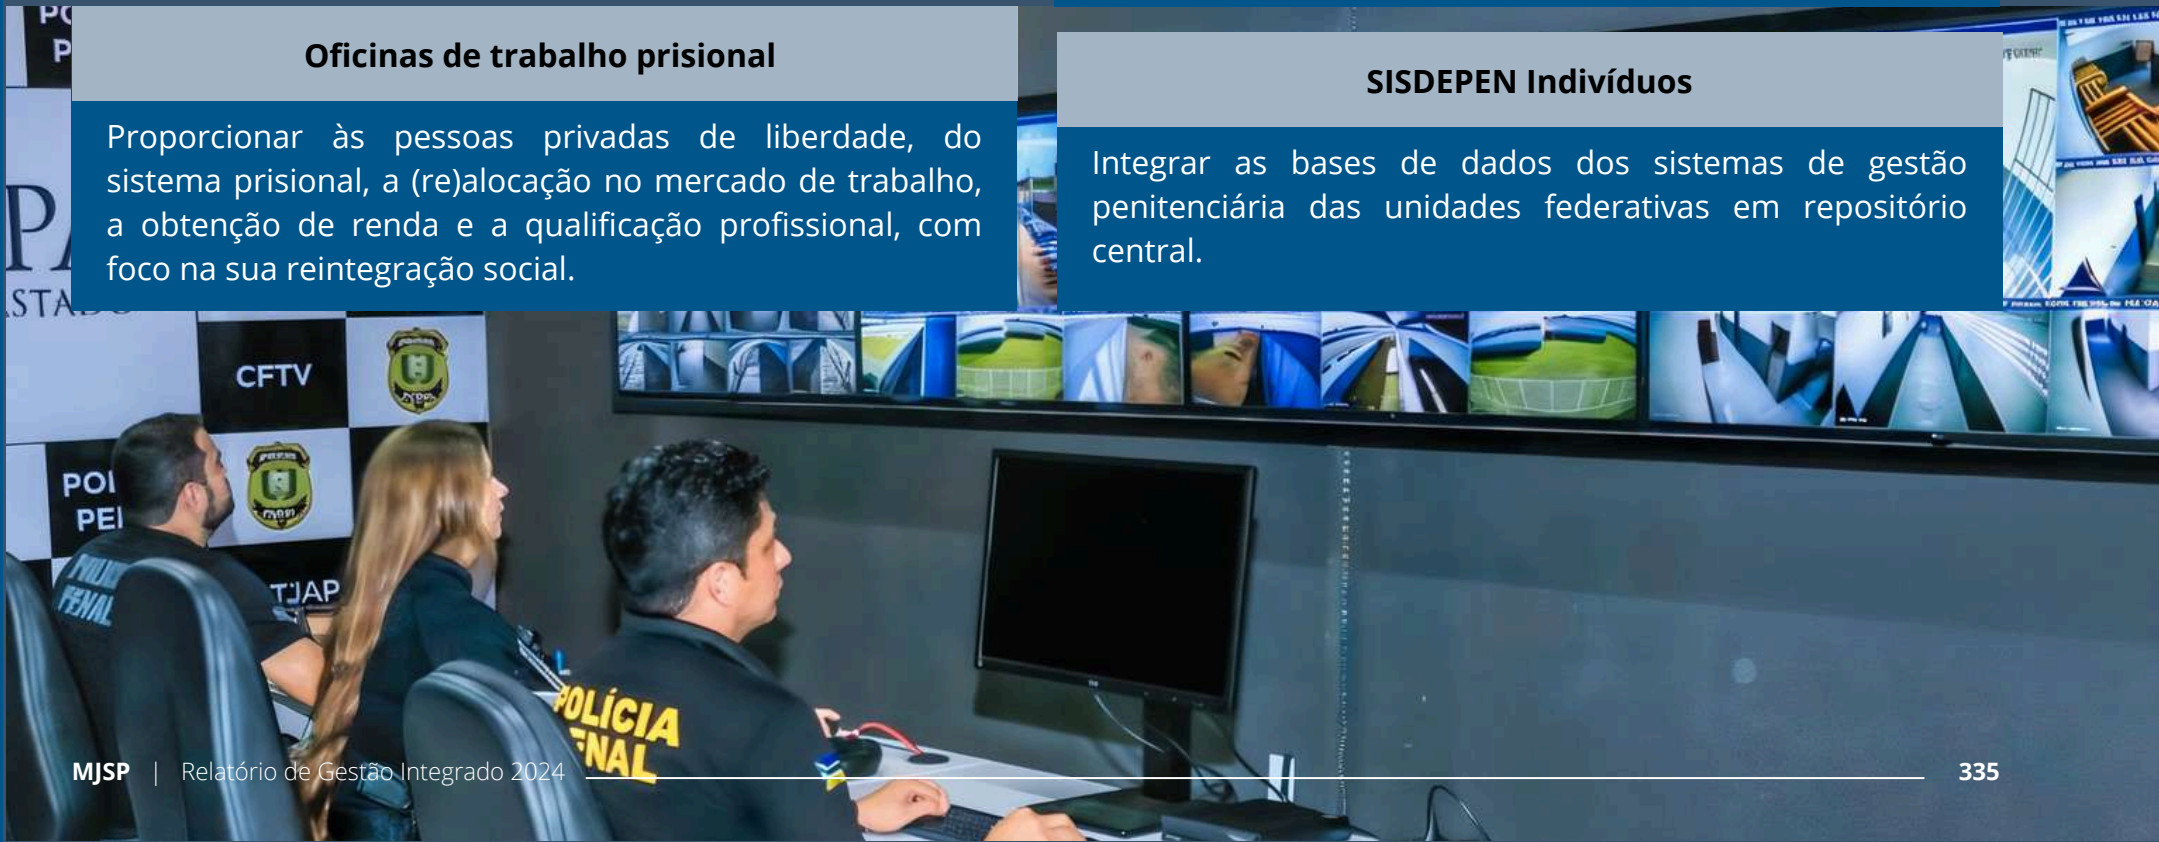 Oficinas de trabalho prisional
Proporcionar às pessoas privadas de liberdade, do
sistema prisional, a (re)alocação no mercado de trabalho,
a obtenção de renda e a qualificação profissional, com
foco na sua reintegração social.
SISDEPEN Indivíduos
Integrar as bases de dados dos sistemas de gestão
penitenciária das unidades federativas em repositório
central.
CFTV
TJAP
POLÍCIA
MJSP | Relatório de Gestão Integrado 2024
335